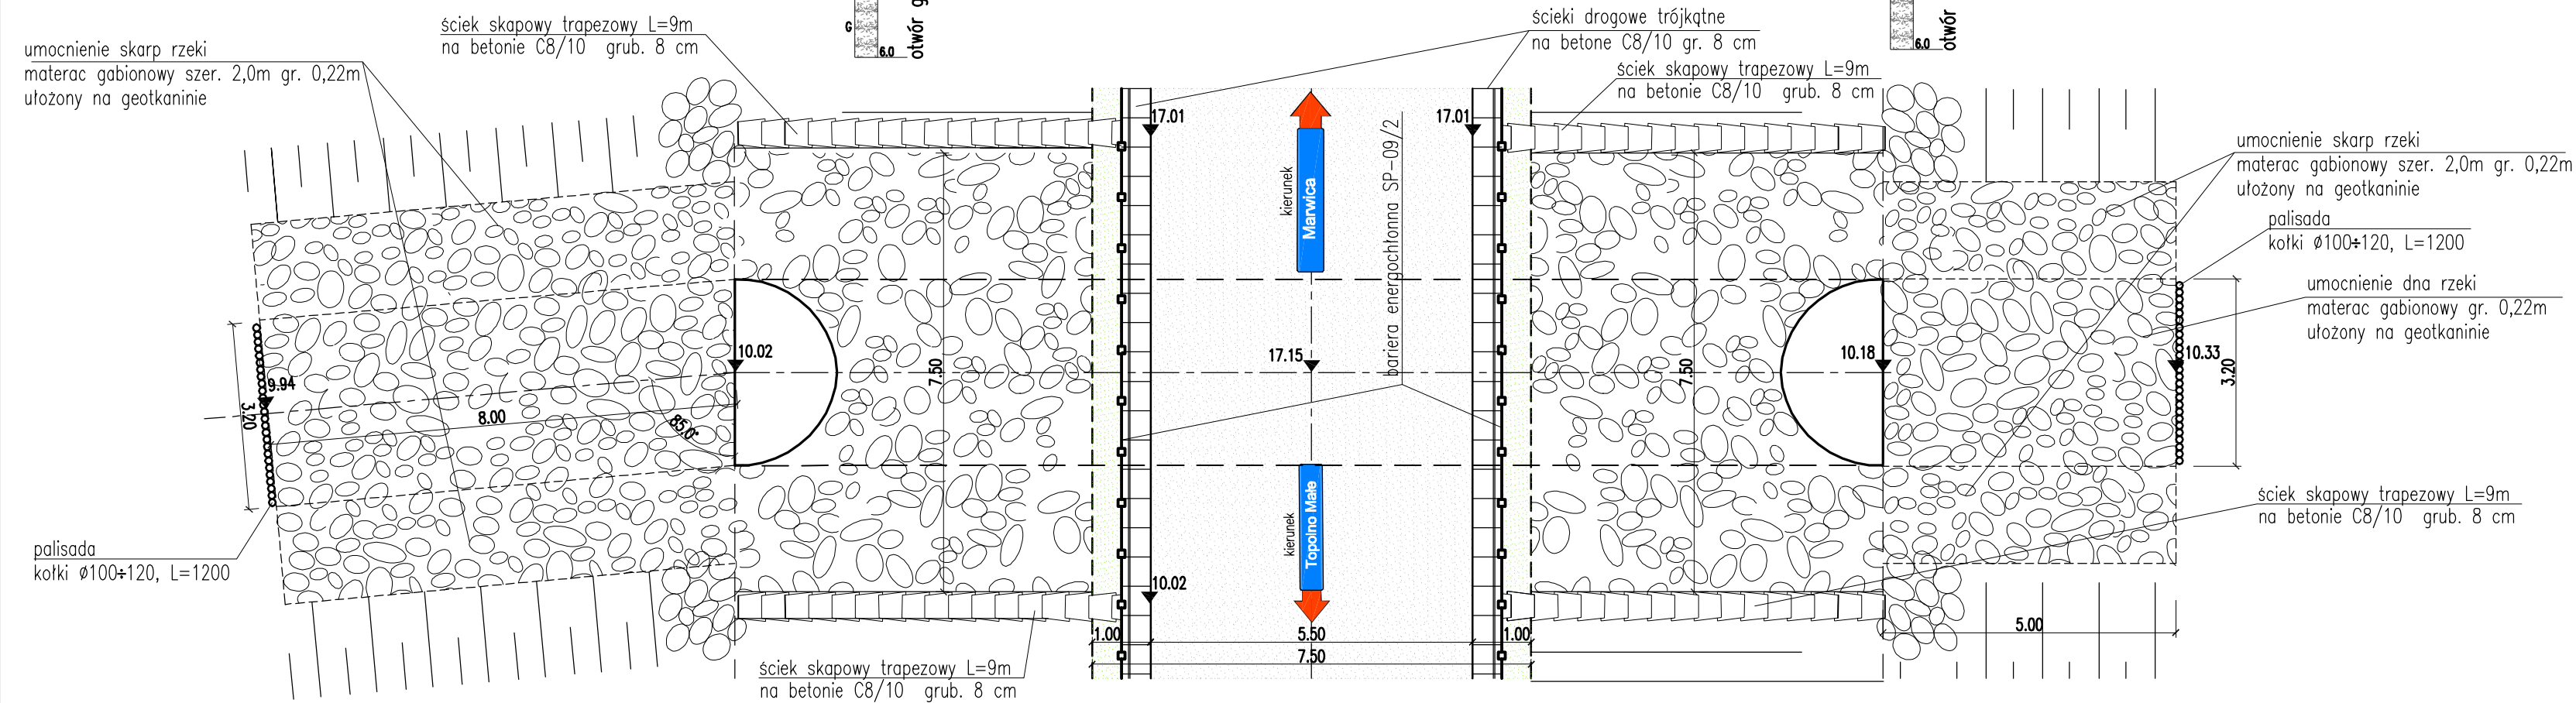 ściek skapowy trapezowy L=9m
na betonie C8/10 grub. 8 cm
G
6.0
otwór g
ścieki drogowe trójkątne
na betone C8/10 gr. 8 cm
6.0
otwór
umocnienie skarp rzeki
materac gabionowy szer. 2,0m gr. 0,22m
ułożony na geotkaninie
ściek skapowy trapezowy L=9m
na betonie C8/10 grub. 8 cm
17.01
17.01
umocnienie skarp rzeki
materac gabionowy szer. 2,0m gr. 0,22m
ułożony na geotkaninie
palisada
kołki Ø100÷120, L=1200
umocnienie dna rzeki
materac gabionowy gr. 0,22m
ułożony na geotkaninie
kierunek
Marwica
bariera energochłonna SP-09/2
10.02
7.50
17.15
7.50
10.18
10.33
3.20
9.94
3.20
8.00
85.0°
kierunek
Topolno Małe
ściek skapowy trapezowy L=9m
na betonie C8/10 grub. 8 cm
palisada
kołki Ø100÷120, L=1200
10.02
1.00
5.50
1.00
7.50
5.00
ściek skapowy trapezowy L=9m
na betonie C8/10 grub. 8 cm